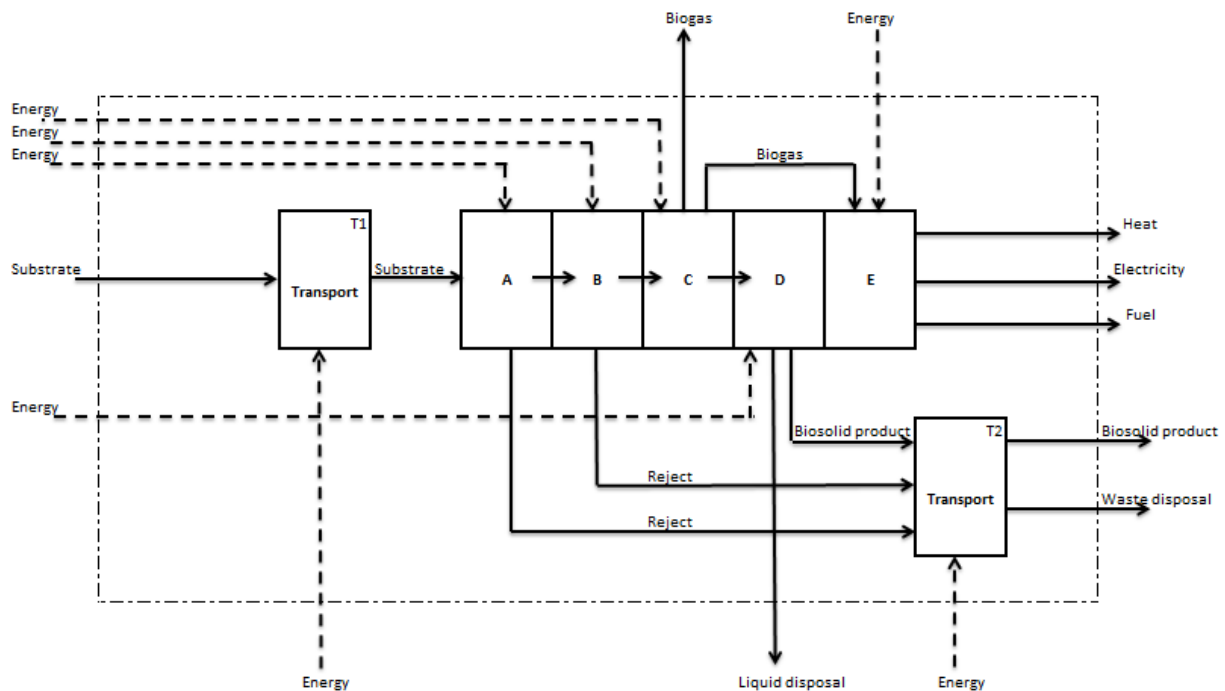 Biogas
Energy
Energy
Energy
Energy
Biogas
T1
Heat
Substrate
Substrate
Transport
A
B
C
D
E
Electricity
Fuel
Energy
Biosolid product
T2
Biosolid product
Reject
Transport
Waste disposal
Reject
Energy
Liquid disposal
Energy